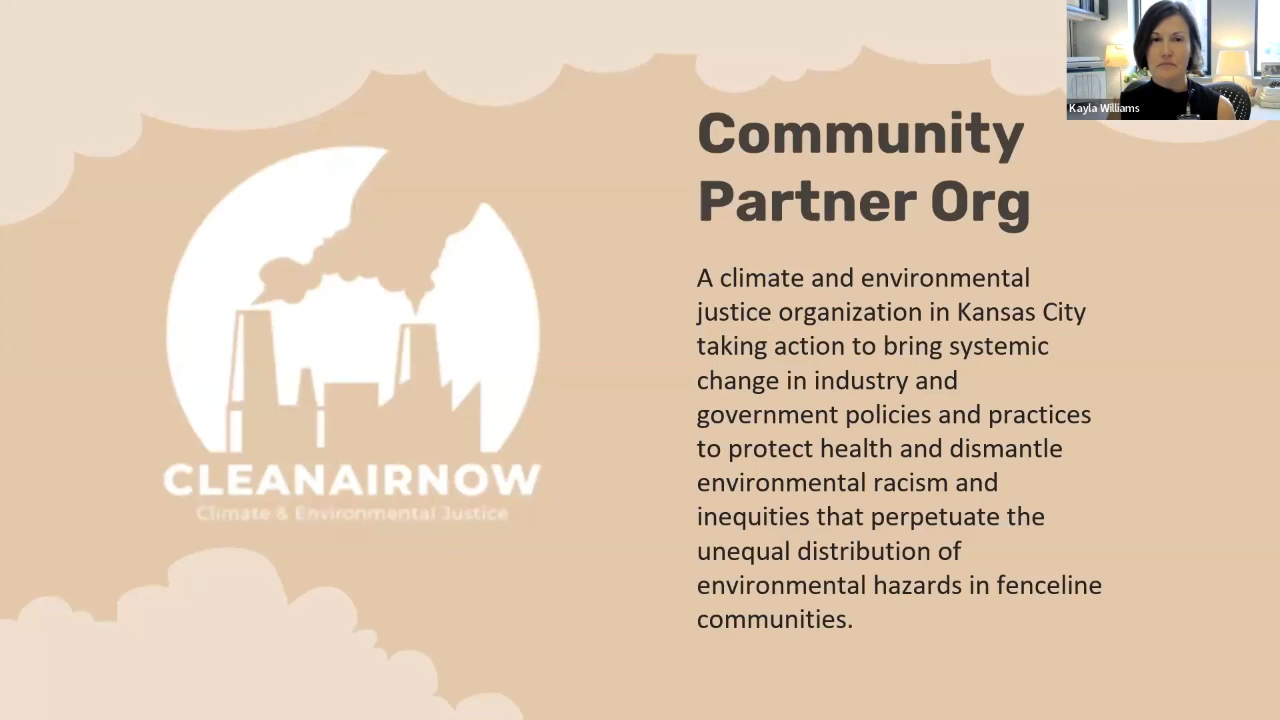 Kayla Williams
Community
Partner Org
A climate and environmental
justice organization in Kansas City
taking action to bring systemic
change in industry and
government policies and practices
to protect health and dismantle
environmental racism and
inequities that perpetuate the
unequal distribution of
environmental hazards in fenceline
communities.
CLEANAIRNOW
Climate & Environmental Justice